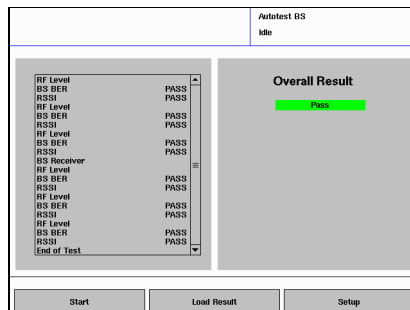 Autotest BS
Idle
RF Level
BS BER PASS
RSSI PASS
RF Level
BS BER PASS
RSSI PASS
RF Level
BS BER PASS
RSSI PASS
BS Receiver
RF Level
BS BER PASS
RSSI PASS
RF Level
BS BER PASS
RSSI PASS
RF Level
BS BER PASS
RSSI PASS
End of Test
Overall Result
Pass
Start
Load Result
Setup